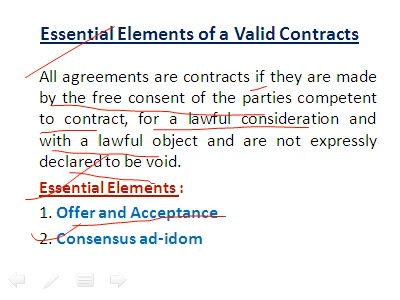 Essential Elements of a Valid Contracts
All agreements are contracts if they are made
by the free consent of the parties competent
to contract, for a lawful consideration and
with a lawful object and are not expressly
declared to be void.
Essential Elements :
1. Offer and Acceptance
2. Consensus ad-idom